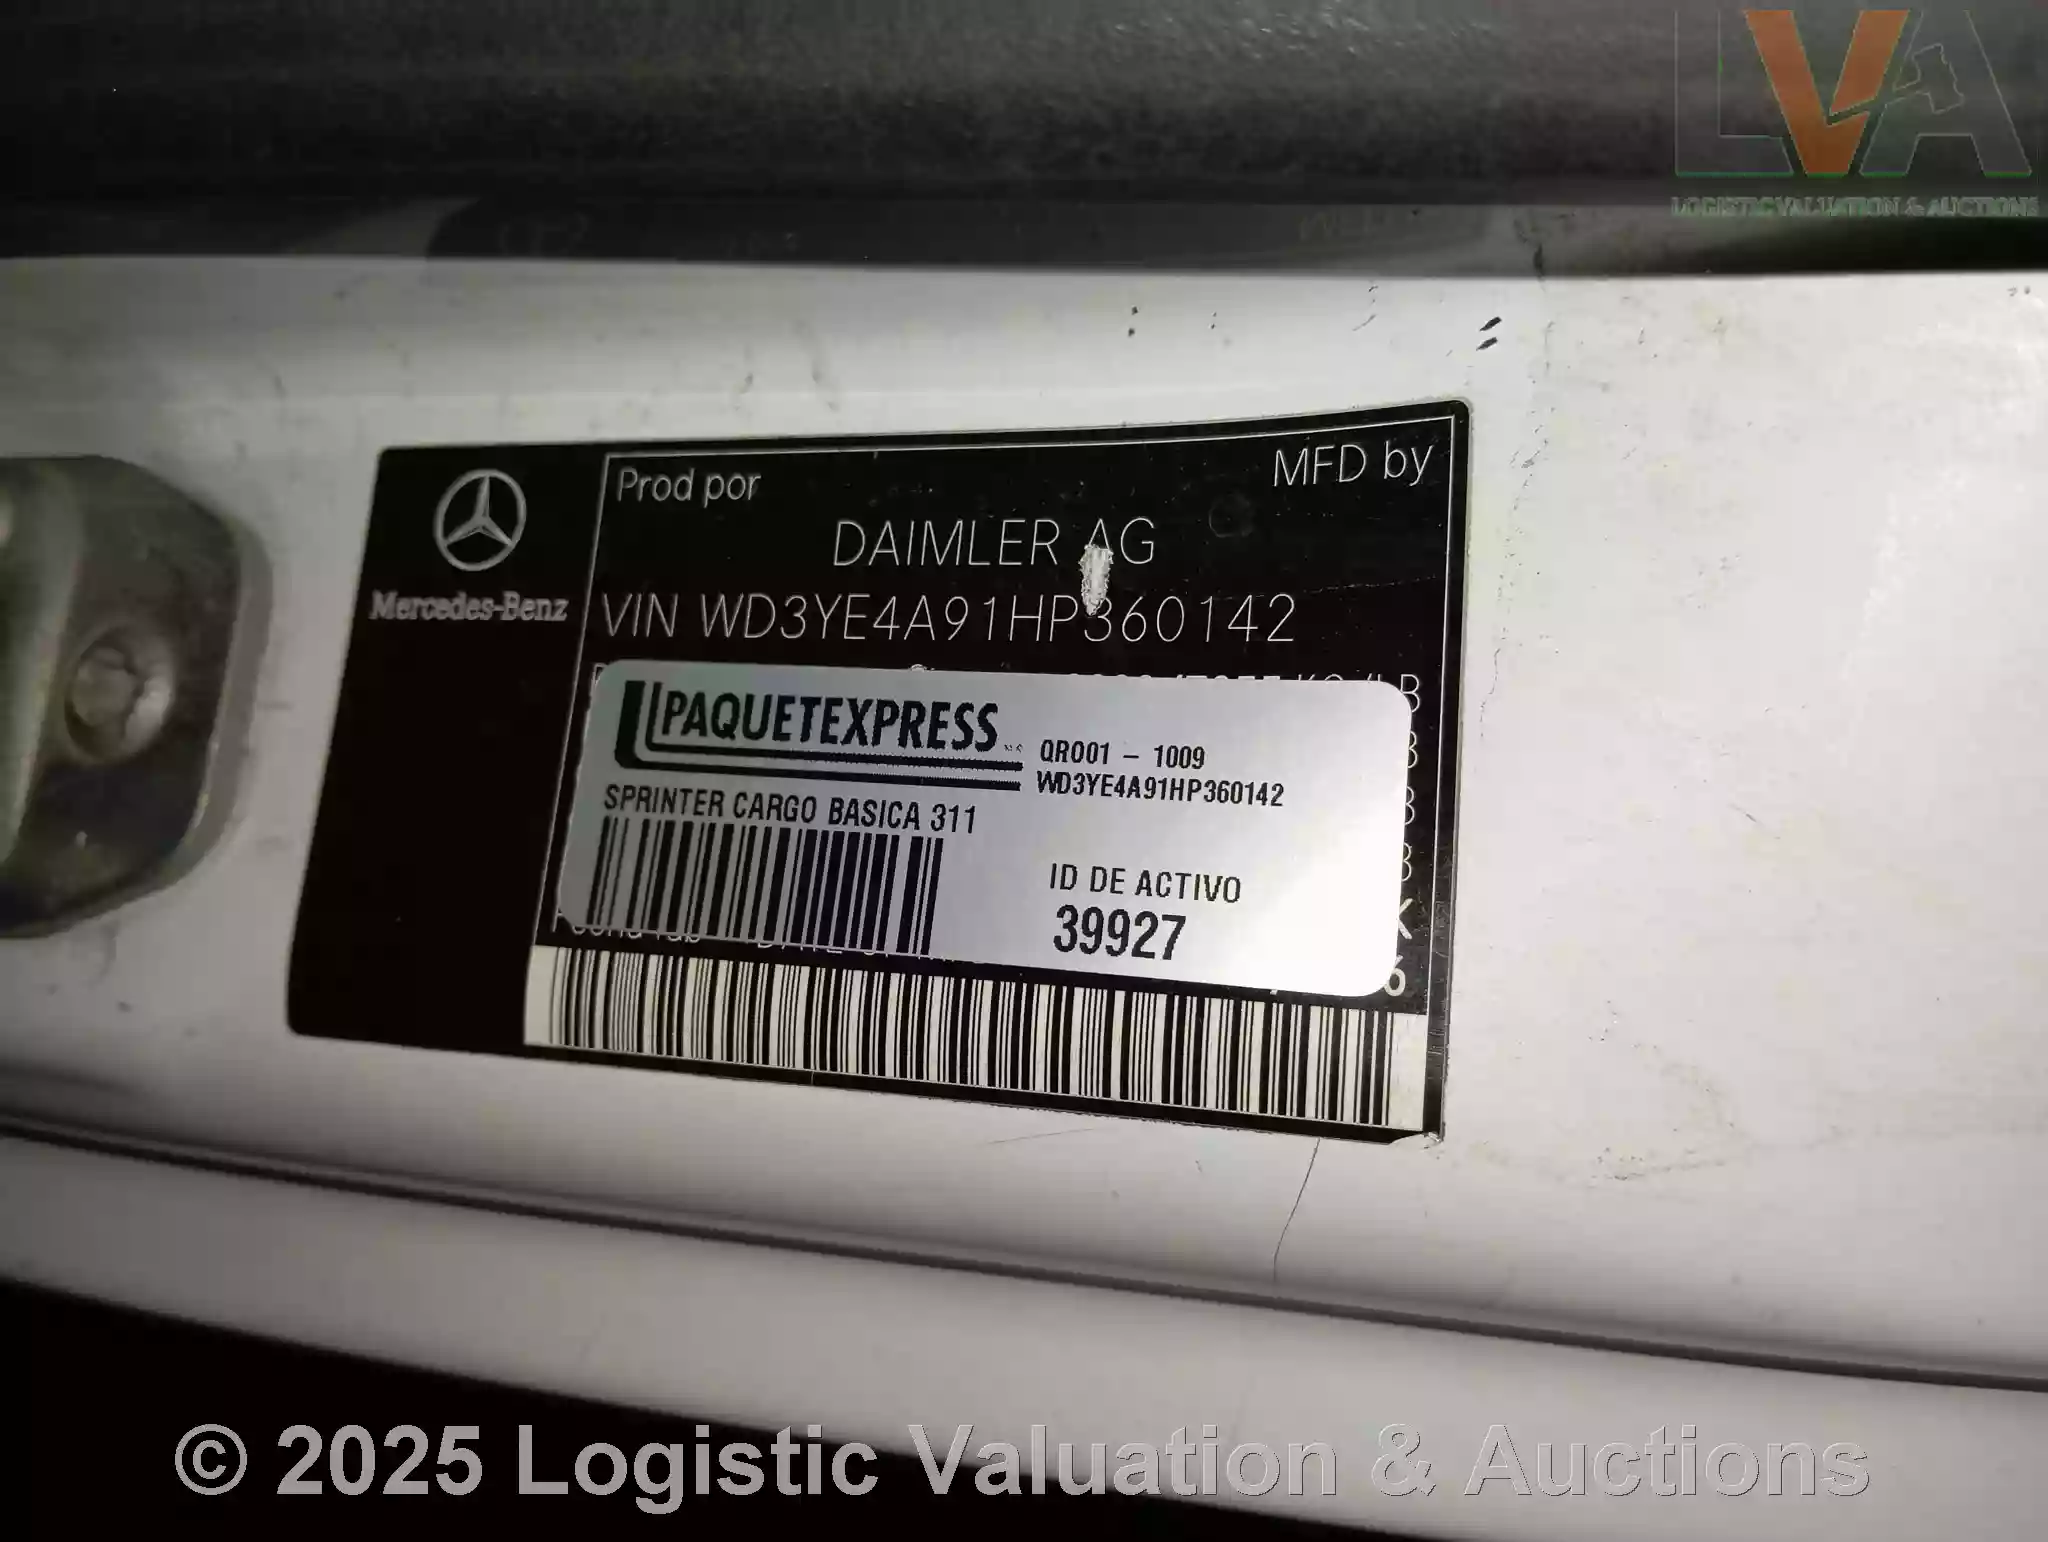 LVA
LOGISTIC VALUATION & AUCTIONS
Prod por
MFD by
DAIMLER AG
Mercedes-Benz
VIN WD3YE4A91HP360142
PAQUETEXPRESS
QR001 - 1009
WD3YE4A91HP360142
SPRINTER CARGO BASICA 311
ID DE ACTIVO
39927
© 2025 Logistic Valuation & Auctions